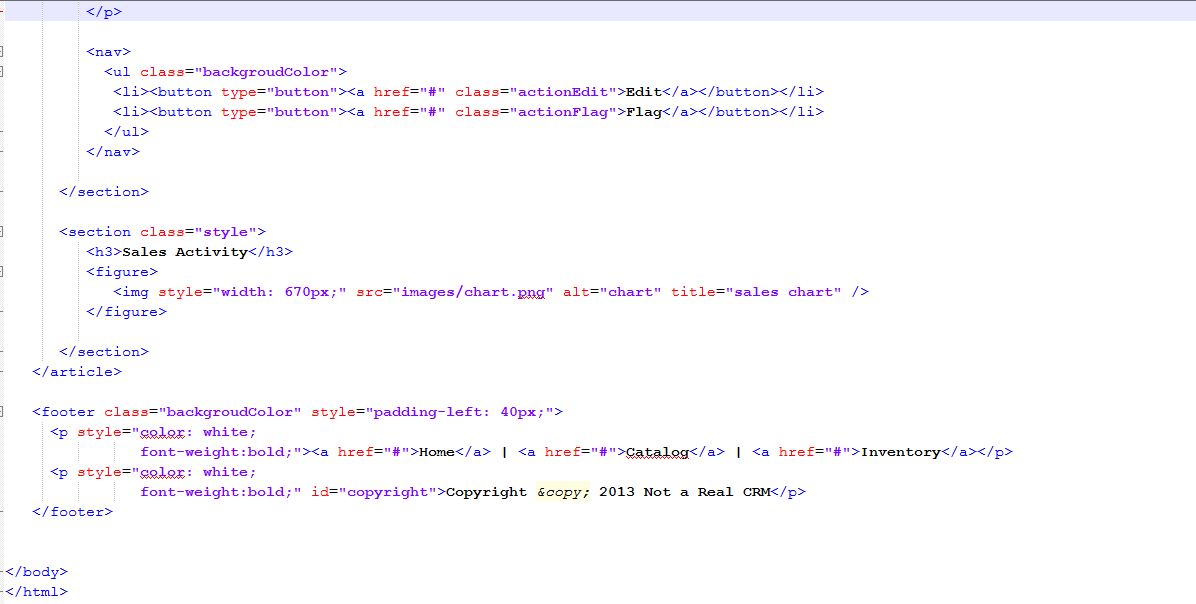 </p>
<nav>
<ul class="backgroudColor">
<li><button type="button"><a href="#" class="actionEdit">Edit</a></button></li>
<li><button type="button"><a href="#" class="actionFlag">Flag</a></button></li>
</ul>
</nav>
</section>
<section class="style">
<h3>Sales Activity</h3>
<figure>
<img style="width: 670px;" src="images/chart.png" alt="chart" title="sales chart" />
</figure>
</section>
</article>
<footer class="backgroudColor" style="padding-left: 40px;">
<p style="color: white;
font-weight:bold;"><a href="#">Home</a> | <a href="#">Catalog</a> | <a href="#">Inventory</a></p>
<p style="color: white;
font-weight:bold;" id="copyright">Copyright &copy; 2013 Not a Real CRM</p>
</footer>
</body>
</html>